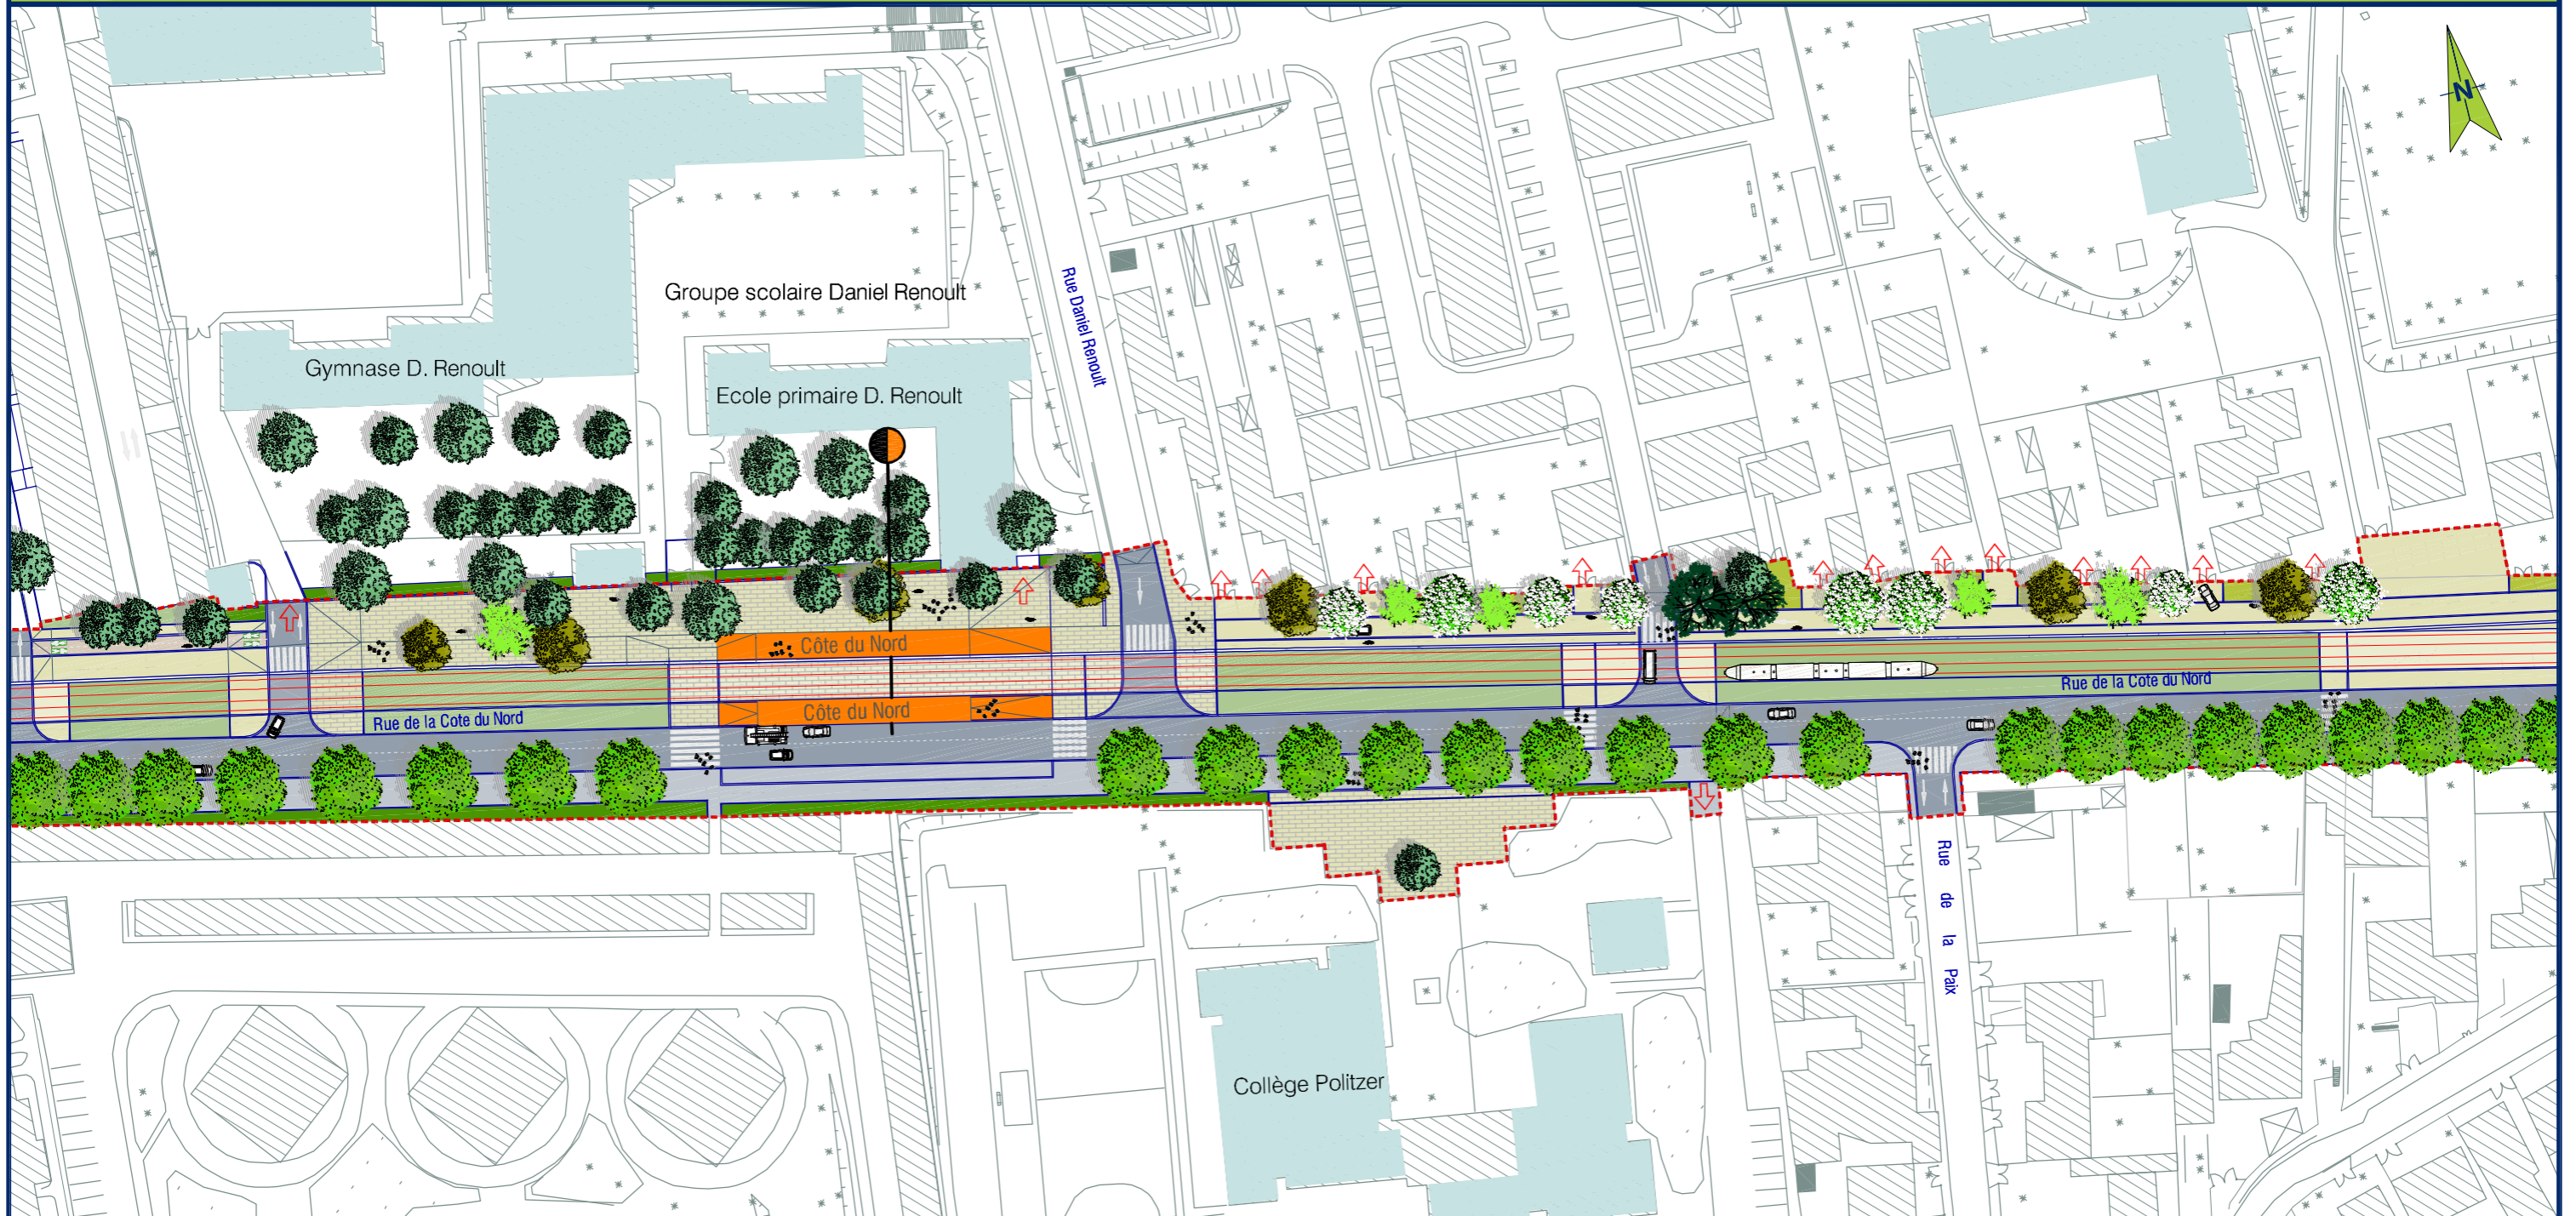 N
Groupe scolaire Daniel Renoult
Rue Daniel Renoult
Gymnase D. Renoult
Ecole primaire D. Renoult
Côte du Nord
Rue de la Cote du Nord
Côte du Nord
Rue de la Cote du Nord
Rue de la Paix
Collège Politzer